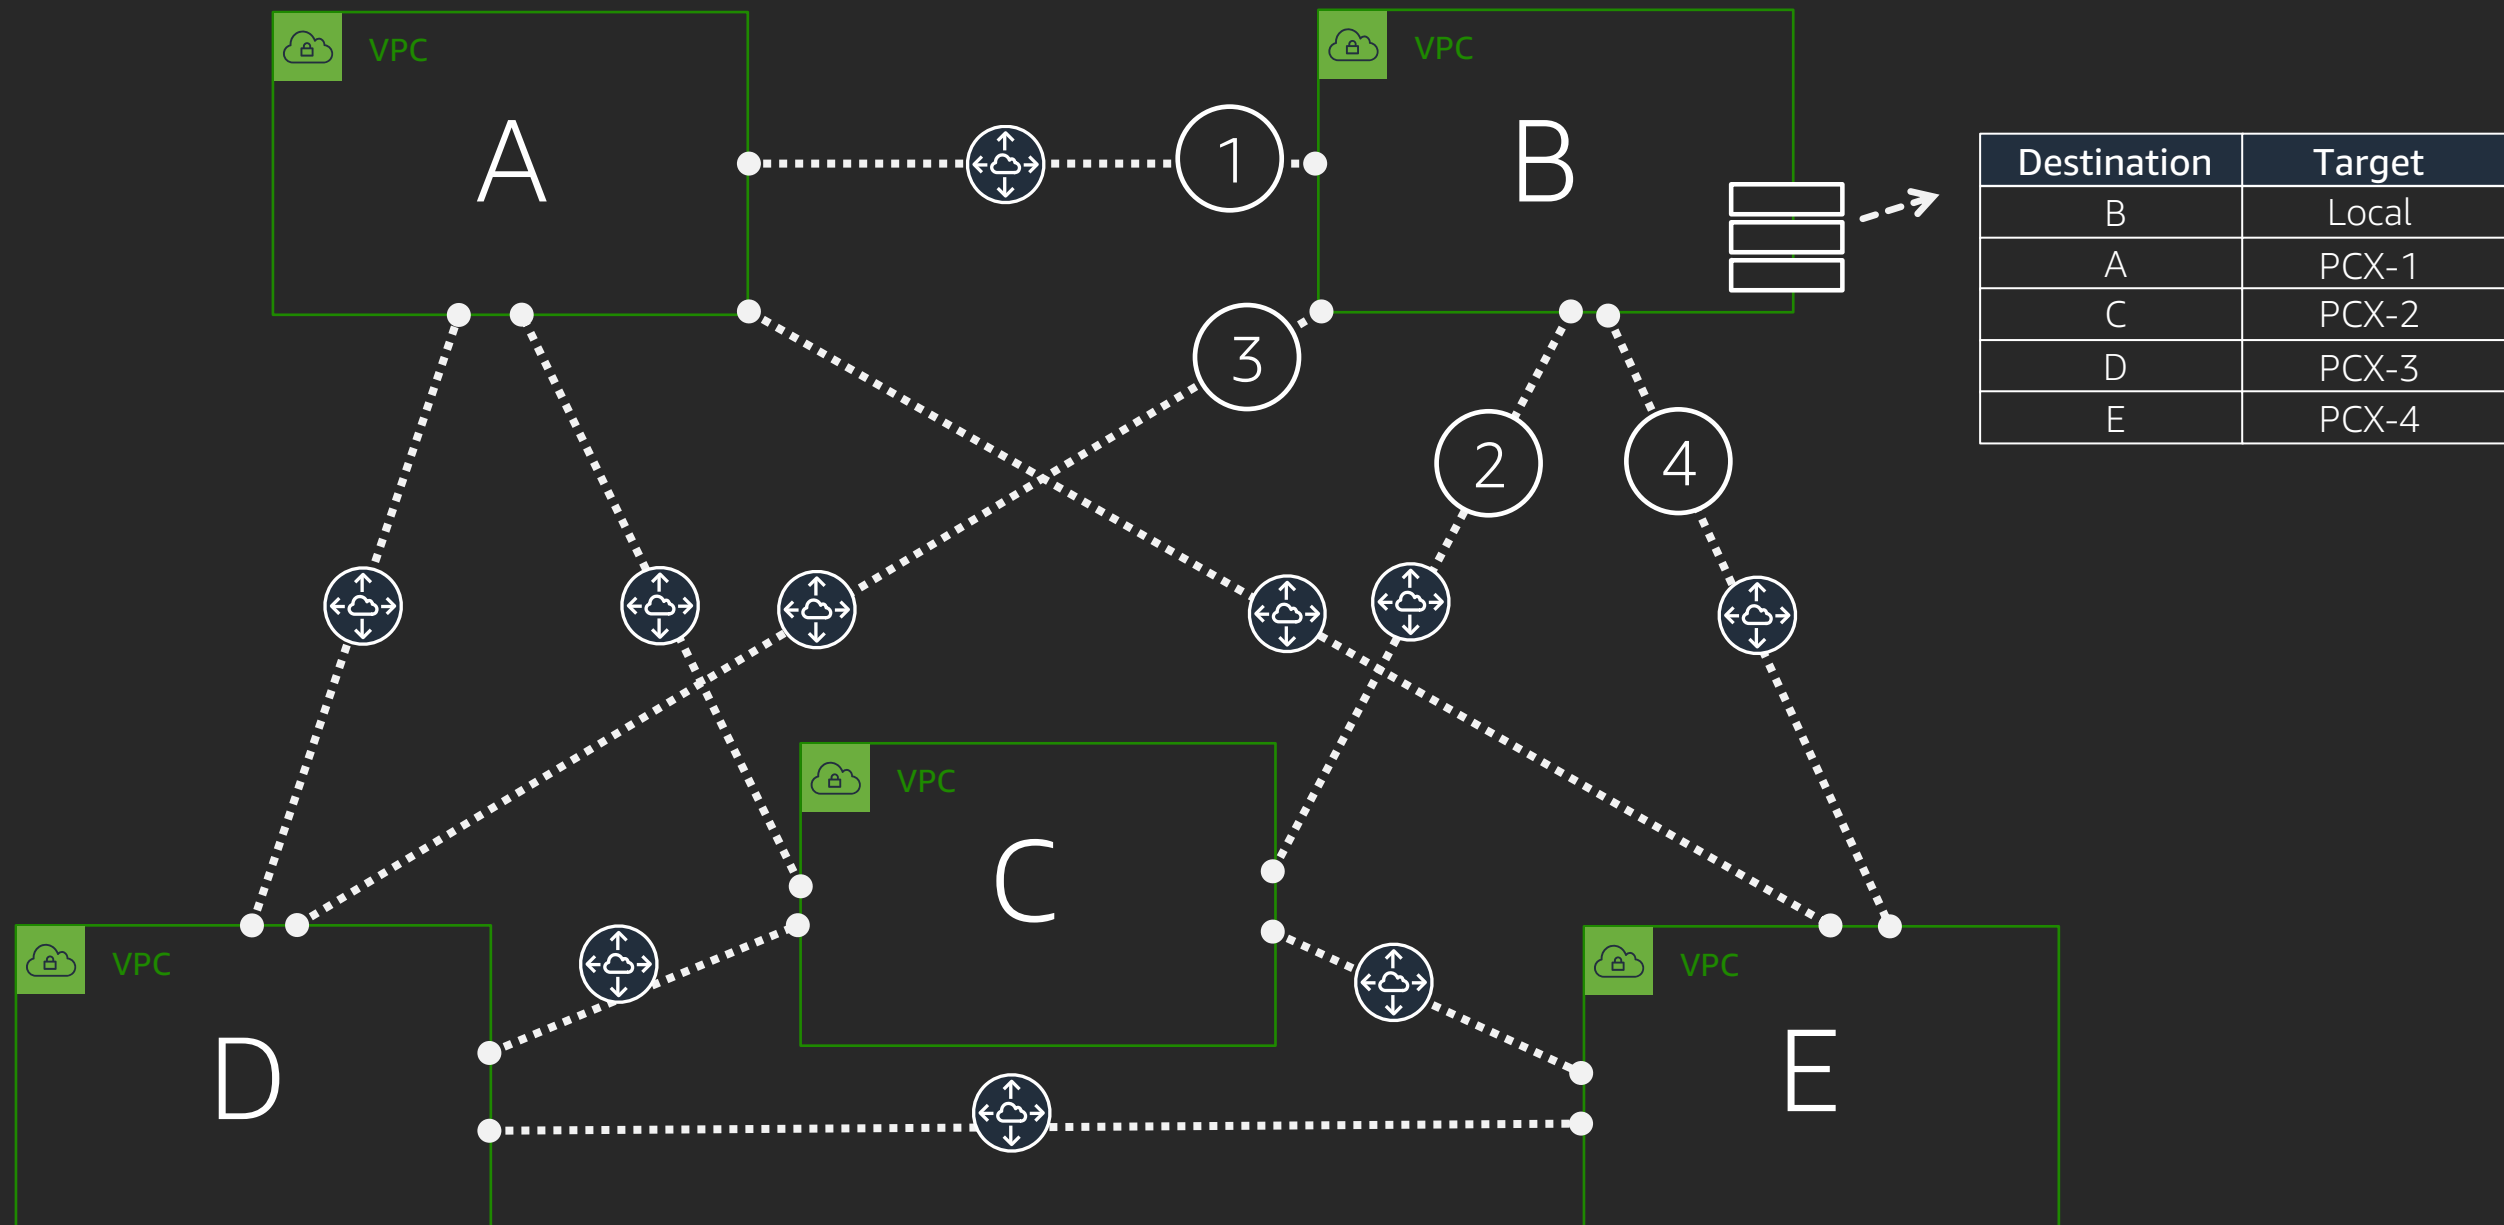 VPC
A
VPC
B
1
3
2
4
Destination Target
B Local
A PCX-1
C PCX-2
D PCX-3
E PCX-4
VPC
C
VPC
D
VPC
E